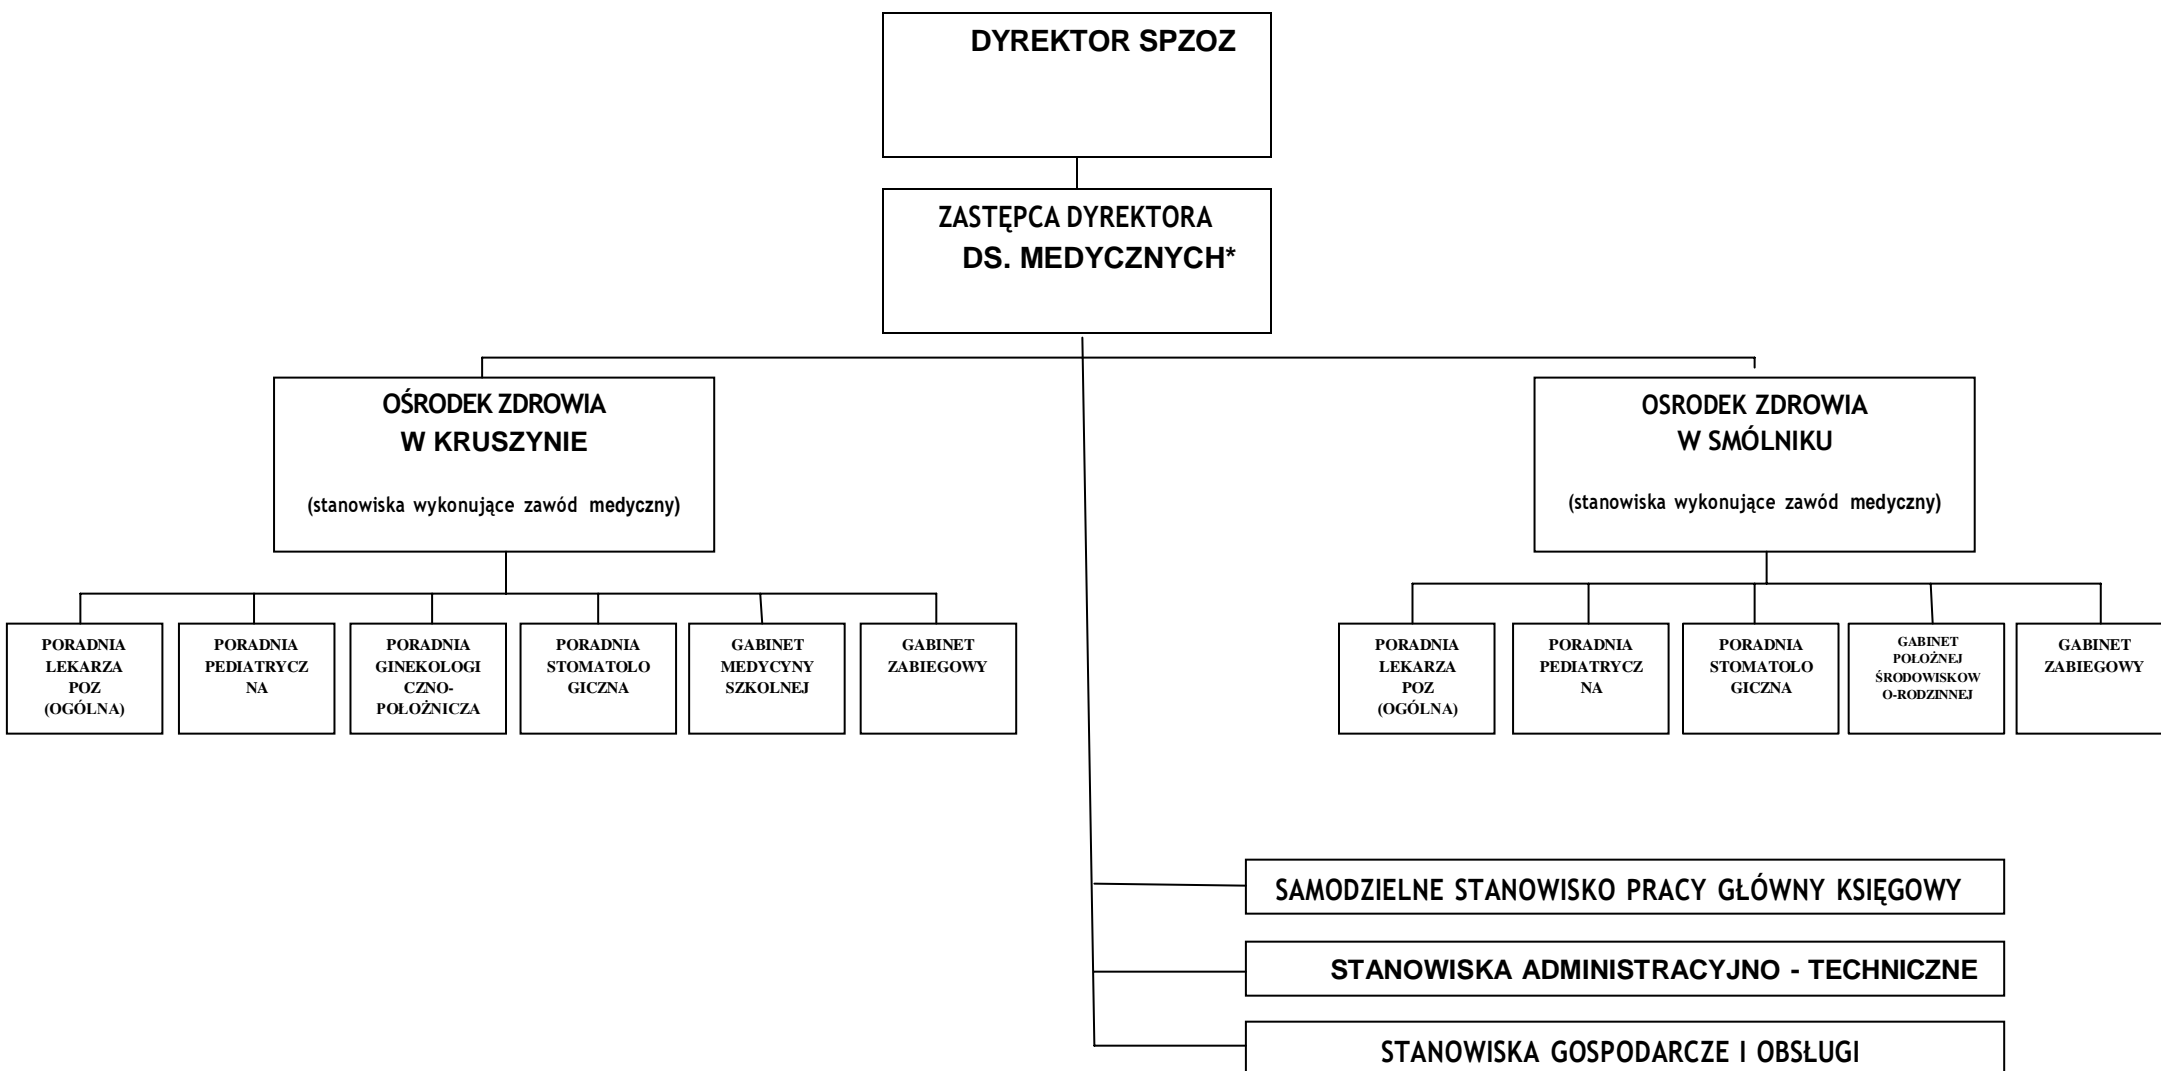 DYREKTOR SPZOZ
ZASTĘPCA DYREKTORA
DS. MEDYCZNYCH*
OŚRODEK ZDROWIA
W KRUSZYNIE
(stanowiska wykonujące zawód medyczny)
OSRODEK ZDROWIA
W SMÓLNIKU
(stanowiska wykonujące zawód medyczny)
PORADNIA
LEKARZA
POZ
(OGÓLNA)
PORADNIA
PEDIATRYCZ
NA
PORADNIA
GINEKOLOGI
CZNO-
POŁOŻNICZA
PORADNIA
STOMATOLO
GICZNA
GABINET
MEDYCYNY
SZKOLNEJ
GABINET
ZABIEGOWY
PORADNIA
LEKARZA
POZ
(OGÓLNA)
PORADNIA
PEDIATRYCZ
NA
PORADNIA
STOMATOLO
GICZNA
GABINET
POŁOŻNEJ
ŚRODOWISKOW
O-RODZINNEJ
GABINET
ZABIEGOWY
SAMODZIELNE STANOWISKO PRACY GŁÓWNY KSIĘGOWY
STANOWISKA ADMINISTRACYJNO - TECHNICZNE
STANOWISKA GOSPODARCZE I OBSŁUGI